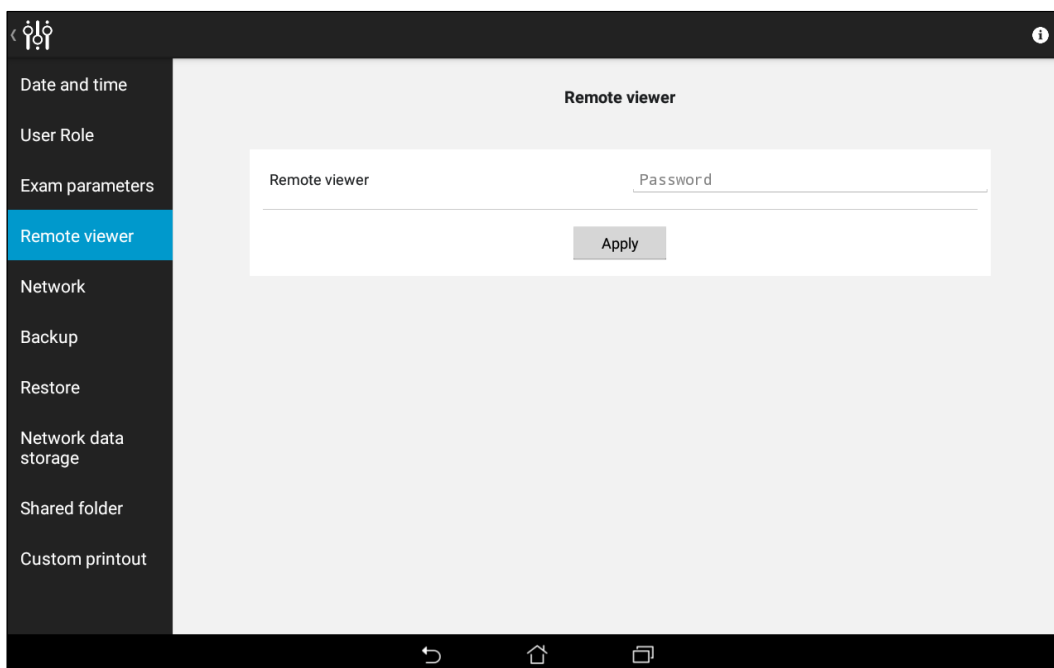 Date and time
User Role
Exam parameters
Remote viewer
Network
Backup
Restore
Network data
storage
Shared folder
Custom printout
Remote viewer
Remote viewer
Password
Apply